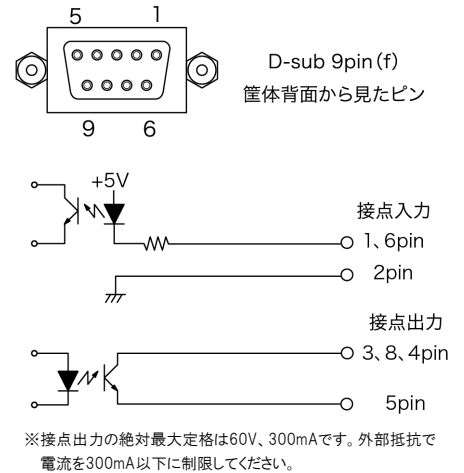 5 1
D-sub 9pin(f)
筐体背面から見たピン
9 6
+5V
接点入力
1、6pin
2pin
接点出力
3、8、4pin
5pin
※接点出力の絶対最大定格は60V、300mAです。外部抵抗で
電流を300mA以下に制限してください。